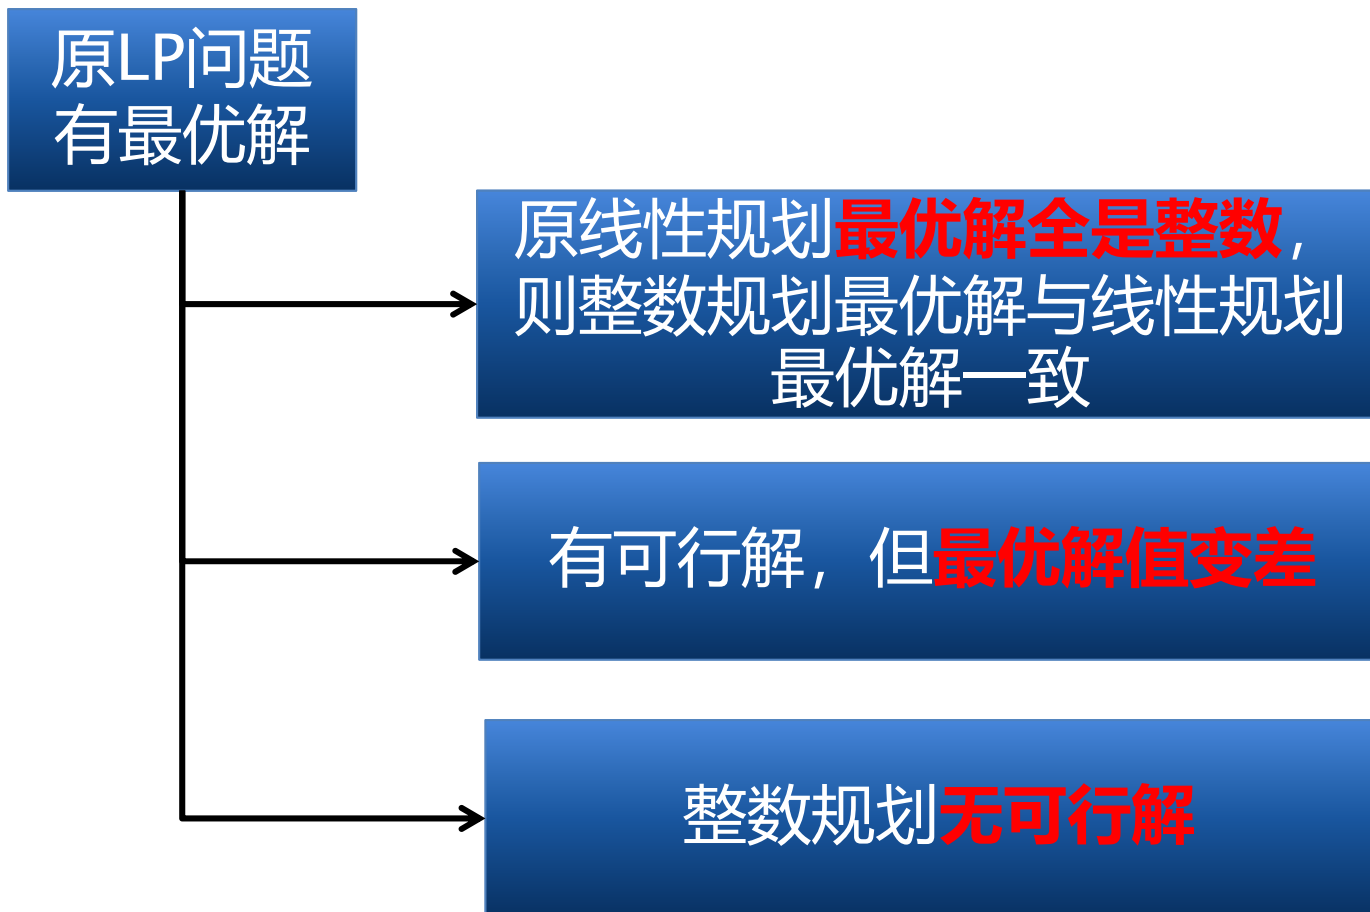 原LP问题
有最优解
原线性规划最优解全是整数，
则整数规划最优解与线性规划
最优解一致
有可行解，但最优解值变差
整数规划无可行解